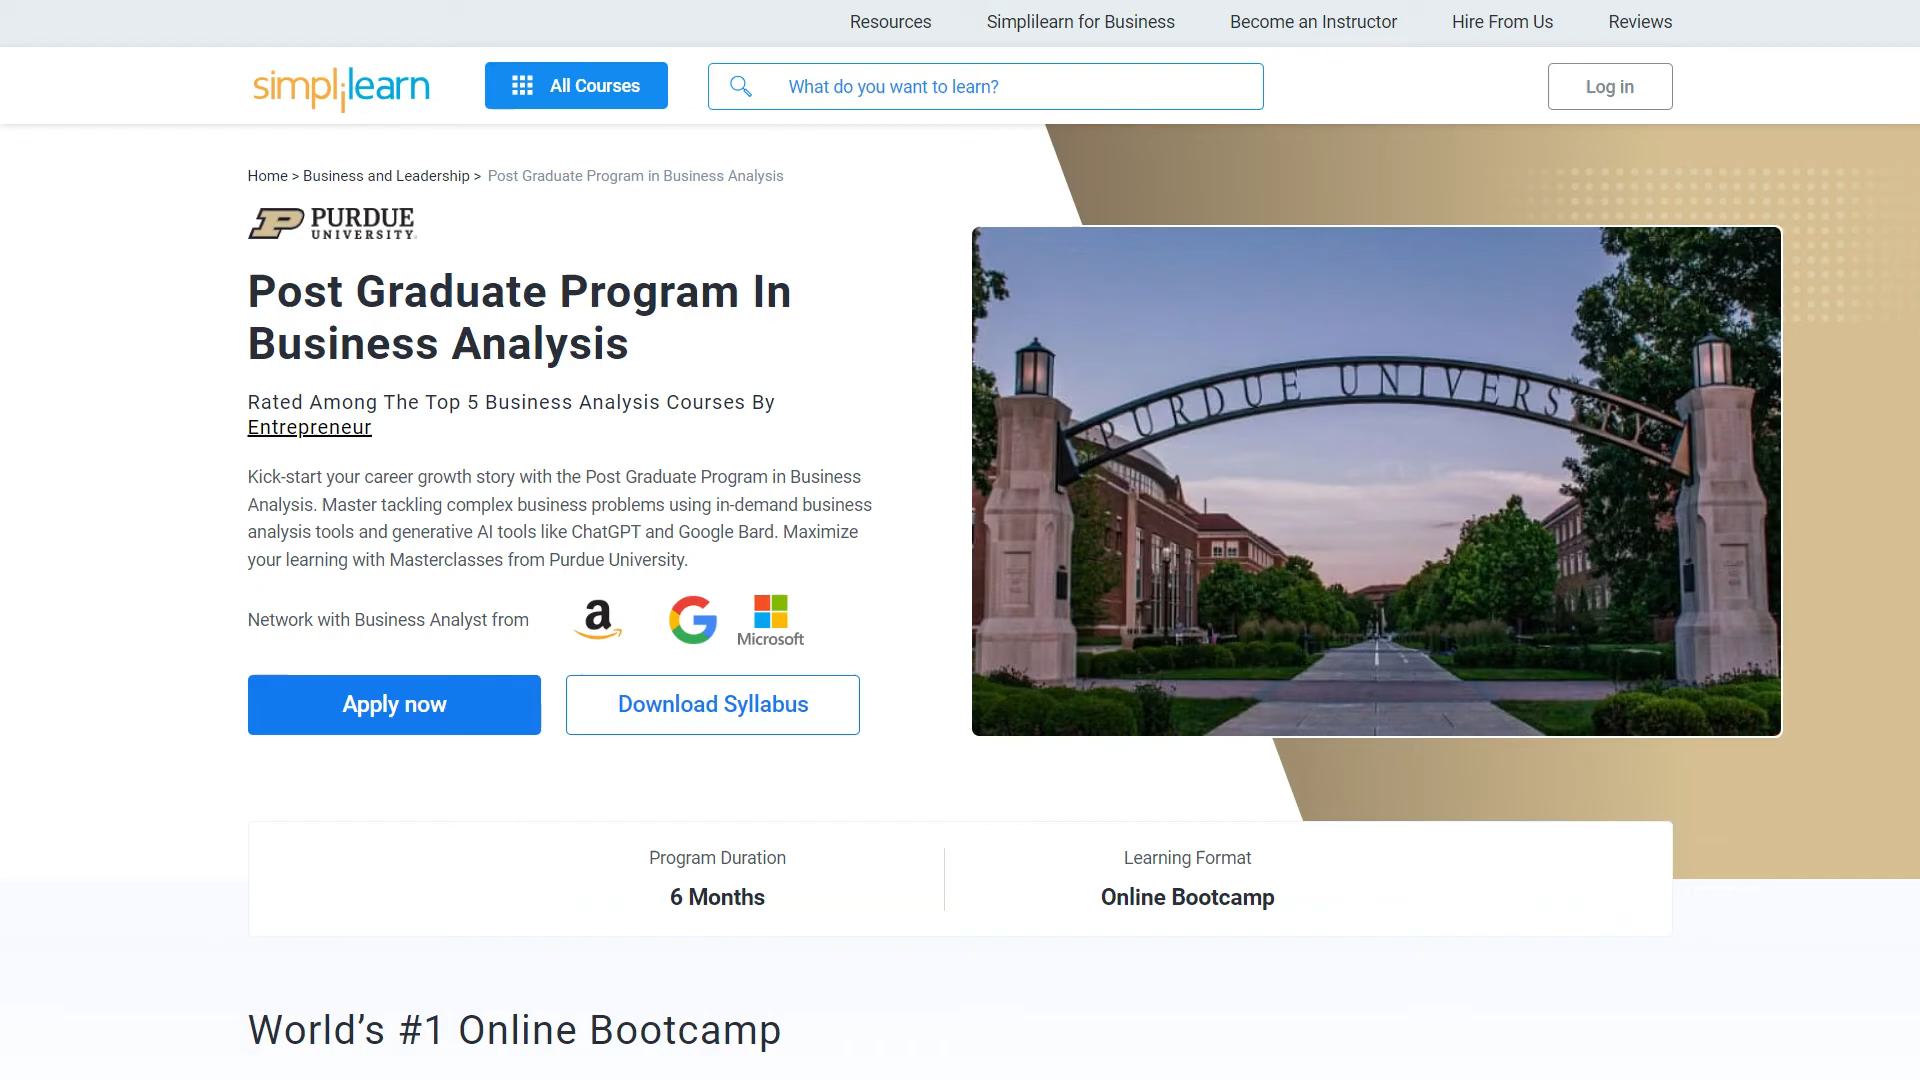 Resources
Simplilearn for Business
Become an Instructor
Hire From Us
Reviews
simplilearn
All Courses
What do you want to learn?
Log in
Home > Business and Leadership > Post Graduate Program in Business Analysis
PURDUE
UNIVERSITY
Post Graduate Program In
Business Analysis
Rated Among The Top 5 Business Analysis Courses By
Entrepreneur
Kick-start your career growth story with the Post Graduate Program in Business
Analysis. Master tackling complex business problems using in-demand business
analysis tools and generative AI tools like ChatGPT and Google Bard. Maximize
your learning with Masterclasses from Purdue University.
PURDUE UNIVERSITY
Network with Business Analyst from
a
G
Microsoft
Apply now
Download Syllabus
Program Duration
6 Months
Learning Format
Online Bootcamp
World’s #1 Online Bootcamp